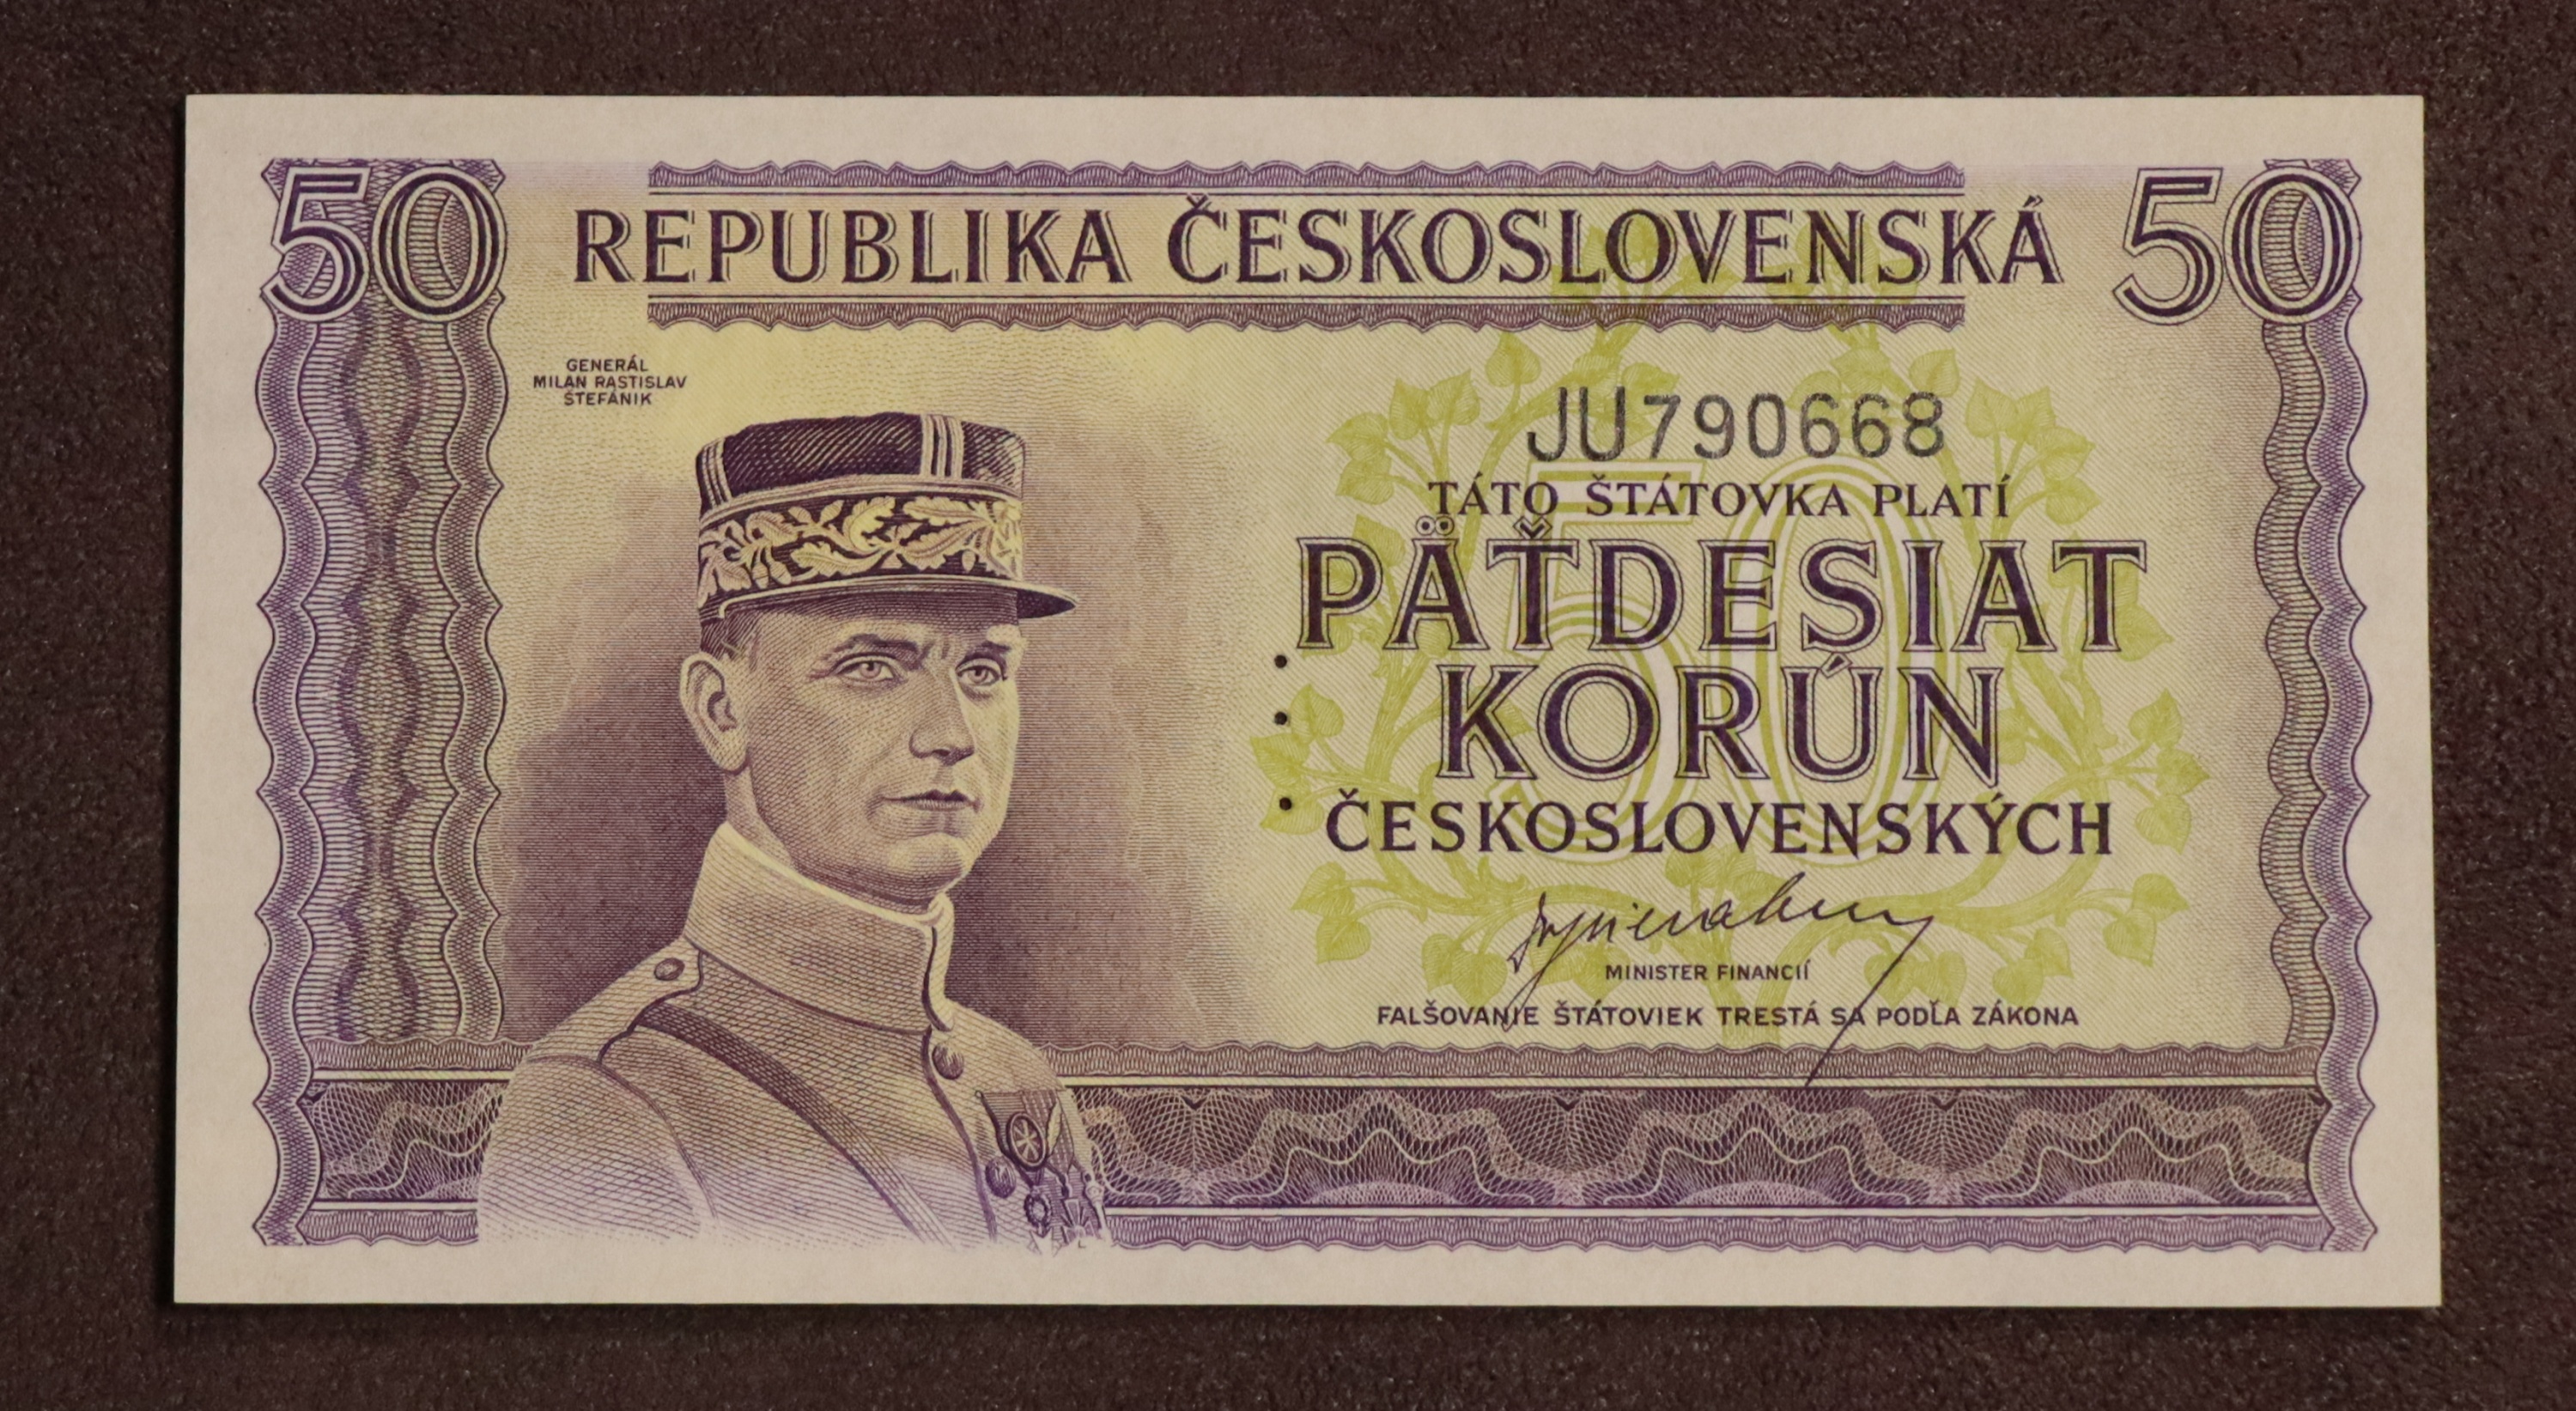 50 REPUBLIKA ČESKOSLOVENSKÁ 50
GENERÁL
MILAN RASTISLAV
ŠTEFÁNIK
JU790668
TÁTO ŠTÁTOVKA PLATÍ
50
PÄŤDESIAT
KORÚN
ČESKOSLOVENSKÝCH
MINISTER FINANCIÍ
FALŠOVANIE ŠTÁTOVIEK TRESTÁ SA PODĽA ZÁKONA